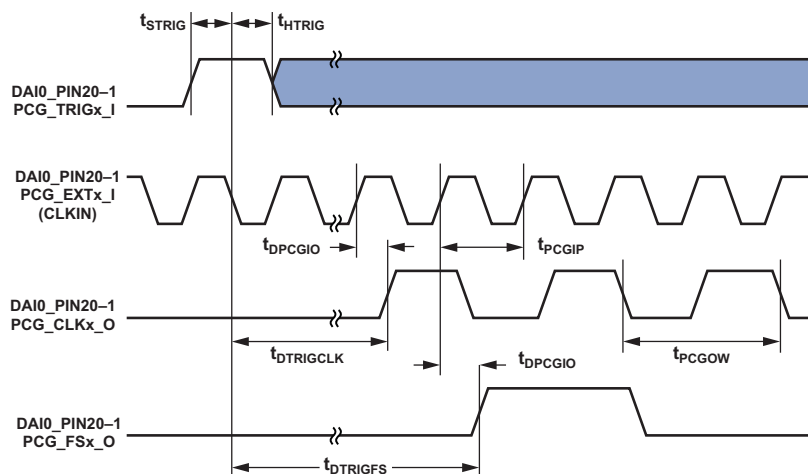 tSTRIG
tHTRIG
DAI0_PIN20–1
PCG_TRIGx_I
DAI0_PIN20–1
PCG_EXTx_I
(CLKIN)
tDPCGIO
tPCGIP
DAI0_PIN20–1
PCG_CLKx_O
tDTRIGCLK
tDPCGIO
tPCGOW
DAI0_PIN20–1
PCG_FSx_O
tDTRIGFS